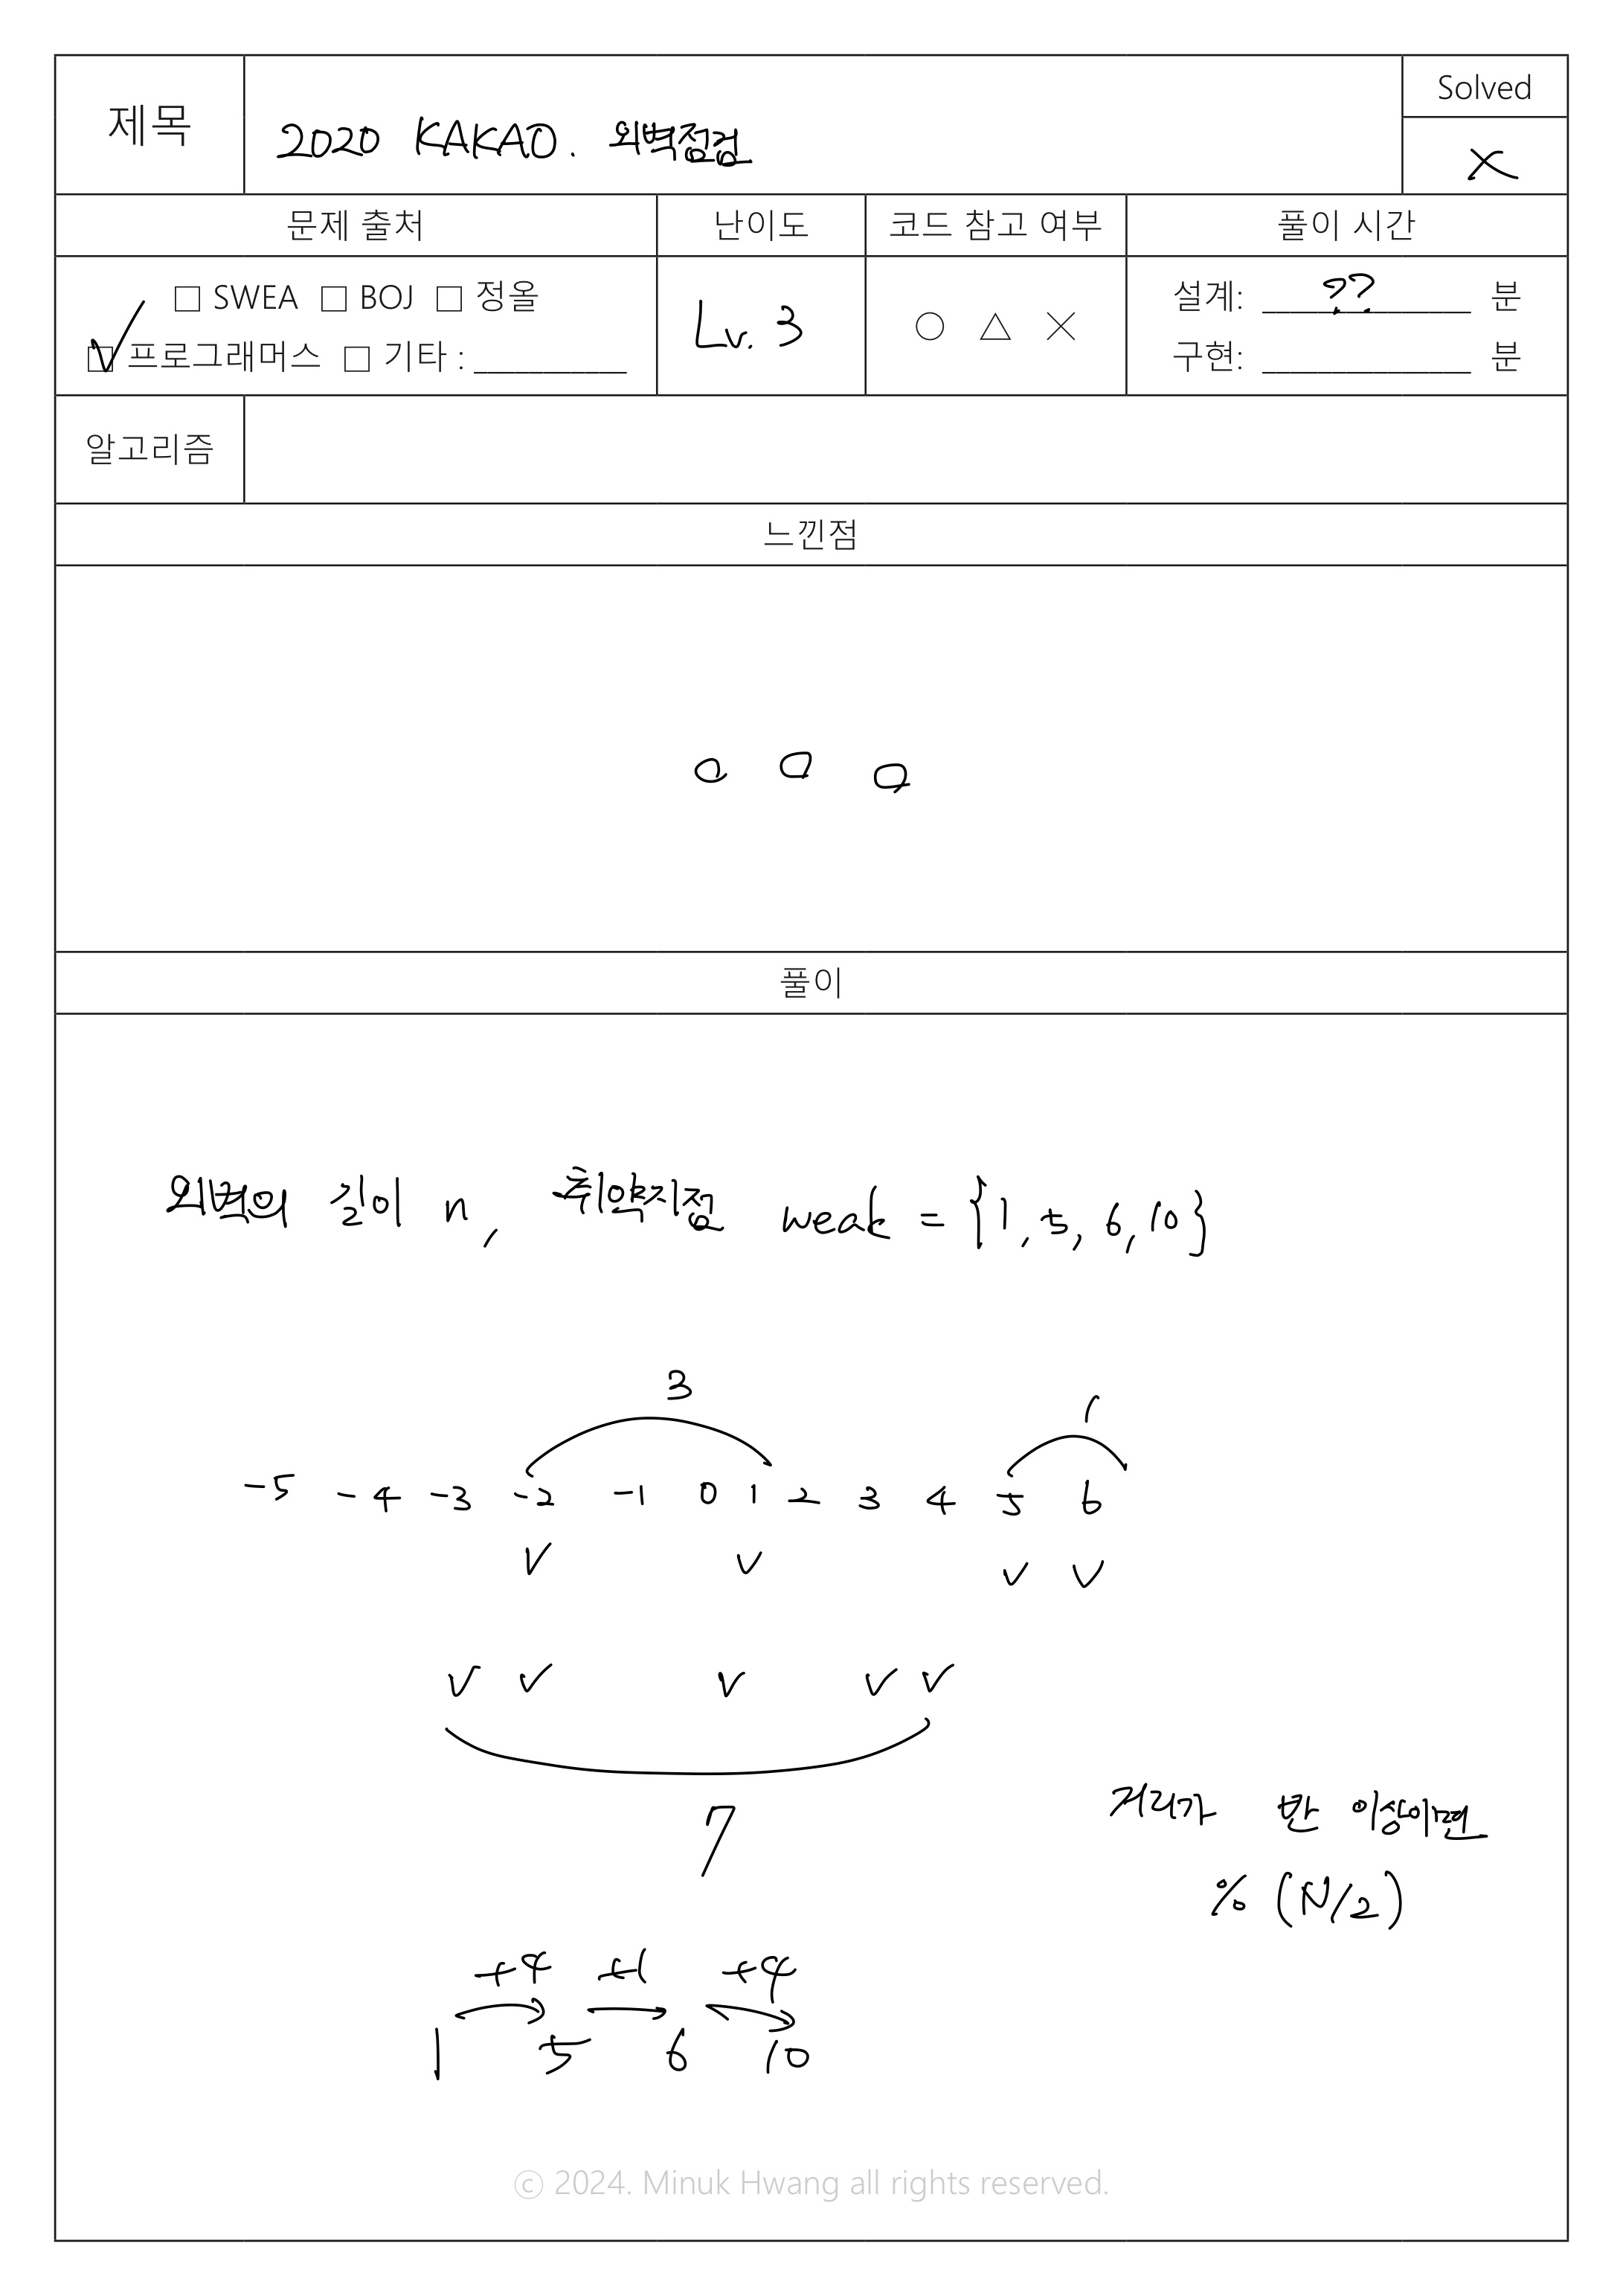 제목
2020 KAKAO. 외벽점검
Solved
X
문제 출처
난이도
코드 참고 여부
풀이 시간
□ SWEA □ BOJ □ 정올
☑ 프로그래머스 □ 기타 : __________
Lv. 3
○ △ ×
설계: ?? 분
구현: __________ 분
알고리즘
느낀점
o o o
풀이
외벽의 길이 n, 취약지점 weak = {1, 5, 6, 10}
3 1
-5 -4 -3 -2 -1 0 1 2 3 4 5 6
v v v v
v v v v v
7
거리가 반 이상이면
% (N/2)
+4 +1 +4
1 5 6 10
© 2024. Minuk Hwang all rights reserved.